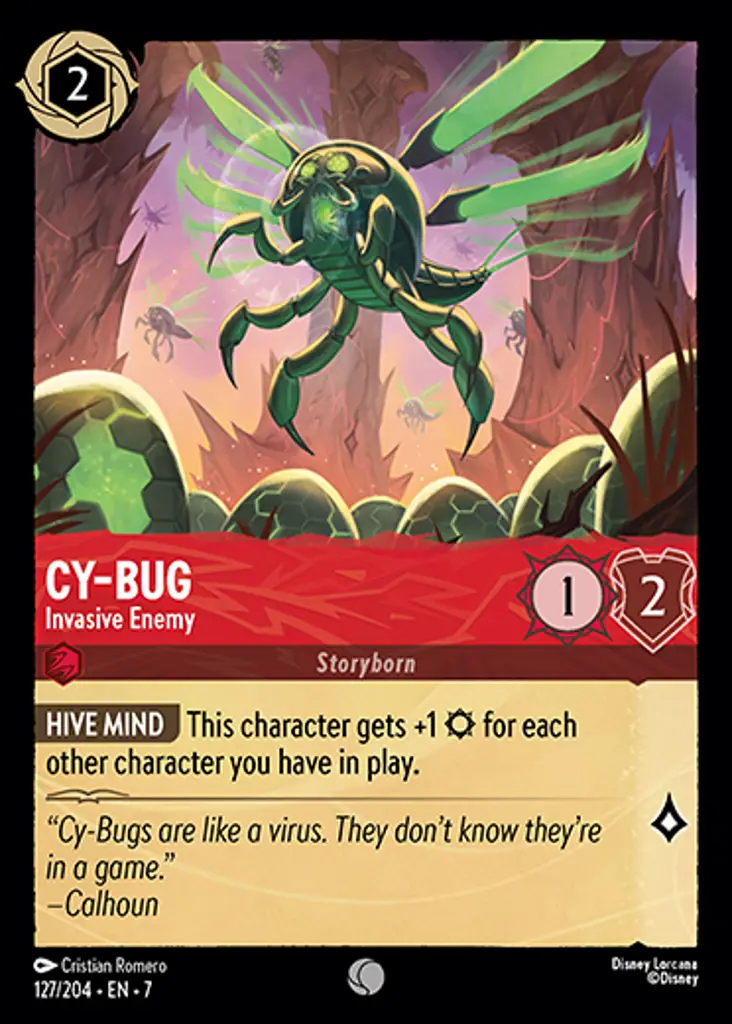 2
CY-BUG
Invasive Enemy
1
2
Storyborn
HIVE MIND This character gets +1 for each
other character you have in play.
“Cy-Bugs are like a virus. They don’t know they’re
in a game.”
–Calhoun
Cristian Romero
127/204 • EN • 7
Disney Lorcana
©Disney